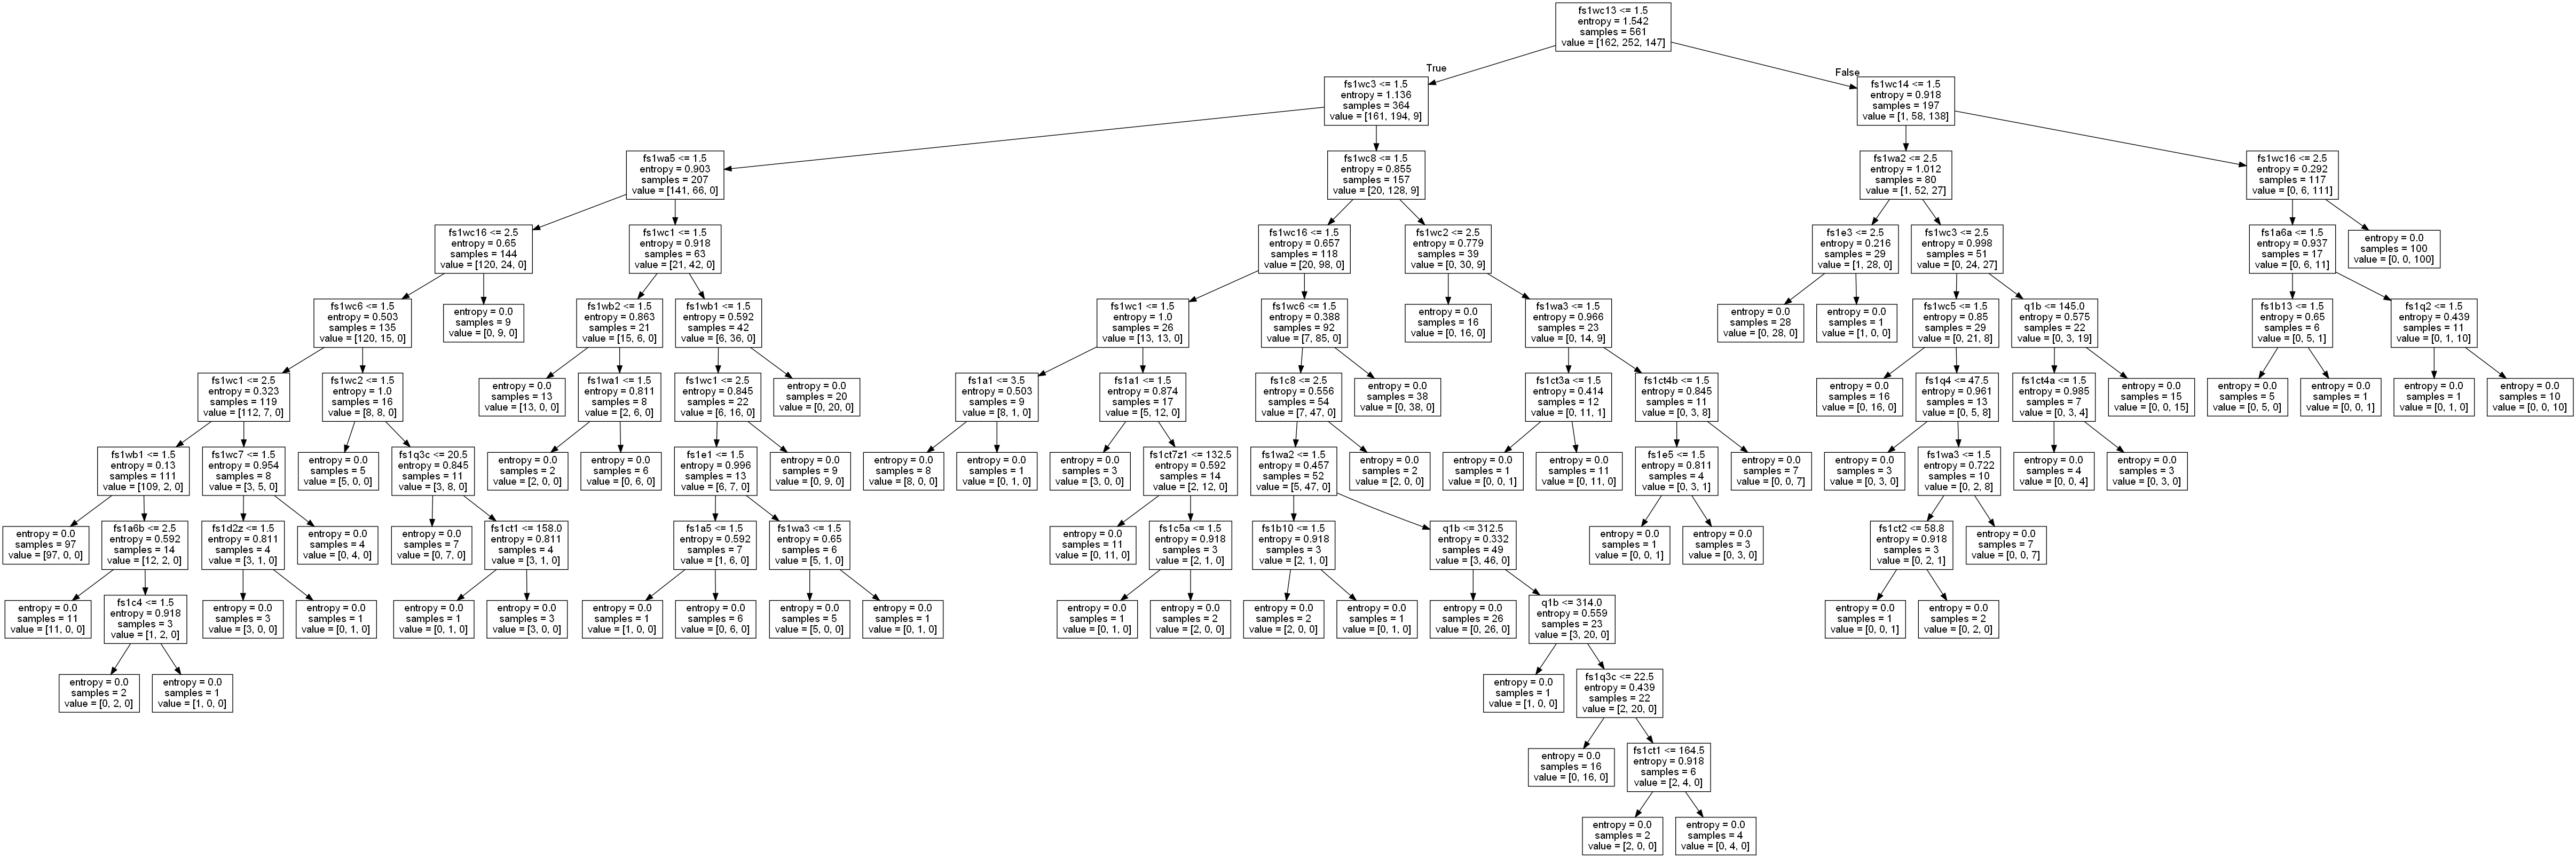 fs1wc13 <= 1.5
entropy = 1.542
samples = 561
value = [162, 252, 147]
True
False
fs1wc3 <= 1.5
entropy = 1.136
samples = 364
value = [161, 194, 9]
fs1wc14 <= 1.5
entropy = 0.918
samples = 197
value = [1, 58, 138]
fs1wa5 <= 1.5
entropy = 0.903
samples = 207
value = [141, 66, 0]
fs1wc8 <= 1.5
entropy = 0.855
samples = 157
value = [20, 128, 9]
fs1wa2 <= 2.5
entropy = 1.012
samples = 80
value = [1, 52, 27]
fs1wc16 <= 2.5
entropy = 0.292
samples = 117
value = [0, 6, 111]
fs1wc16 <= 2.5
entropy = 0.65
samples = 144
value = [120, 24, 0]
fs1wc1 <= 1.5
entropy = 0.918
samples = 63
value = [21, 42, 0]
fs1wc16 <= 1.5
entropy = 0.657
samples = 118
value = [20, 98, 0]
fs1wc2 <= 2.5
entropy = 0.779
samples = 39
value = [0, 30, 9]
fs1e3 <= 2.5
entropy = 0.216
samples = 29
value = [1, 28, 0]
fs1wc3 <= 2.5
entropy = 0.998
samples = 51
value = [0, 24, 27]
fs1a6a <= 1.5
entropy = 0.937
samples = 17
value = [0, 6, 11]
entropy = 0.0
samples = 100
value = [0, 0, 100]
fs1wc6 <= 1.5
entropy = 0.503
samples = 135
value = [120, 15, 0]
entropy = 0.0
samples = 9
value = [0, 9, 0]
fs1wb2 <= 1.5
entropy = 0.863
samples = 21
value = [15, 6, 0]
fs1wb1 <= 1.5
entropy = 0.592
samples = 42
value = [6, 36, 0]
fs1wc1 <= 1.5
entropy = 1.0
samples = 26
value = [13, 13, 0]
fs1wc6 <= 1.5
entropy = 0.388
samples = 92
value = [7, 85, 0]
entropy = 0.0
samples = 16
value = [0, 16, 0]
fs1wa3 <= 1.5
entropy = 0.966
samples = 23
value = [0, 14, 9]
entropy = 0.0
samples = 28
value = [0, 28, 0]
entropy = 0.0
samples = 1
value = [1, 0, 0]
fs1wc5 <= 1.5
entropy = 0.85
samples = 29
value = [0, 21, 8]
q1b <= 145.0
entropy = 0.575
samples = 22
value = [0, 3, 19]
fs1b13 <= 1.5
entropy = 0.65
samples = 6
value = [0, 5, 1]
fs1q2 <= 1.5
entropy = 0.439
samples = 11
value = [0, 1, 10]
fs1wc1 <= 2.5
entropy = 0.323
samples = 119
value = [112, 7, 0]
fs1wc2 <= 1.5
entropy = 1.0
samples = 16
value = [8, 8, 0]
entropy = 0.0
samples = 13
value = [13, 0, 0]
fs1wa1 <= 1.5
entropy = 0.811
samples = 8
value = [2, 6, 0]
fs1wc1 <= 2.5
entropy = 0.845
samples = 22
value = [6, 16, 0]
entropy = 0.0
samples = 20
value = [0, 20, 0]
fs1a1 <= 3.5
entropy = 0.503
samples = 9
value = [8, 1, 0]
fs1a1 <= 1.5
entropy = 0.874
samples = 17
value = [5, 12, 0]
fs1c8 <= 2.5
entropy = 0.556
samples = 54
value = [7, 47, 0]
entropy = 0.0
samples = 38
value = [0, 38, 0]
fs1ct3a <= 1.5
entropy = 0.414
samples = 12
value = [0, 11, 1]
fs1ct4b <= 1.5
entropy = 0.845
samples = 11
value = [0, 3, 8]
entropy = 0.0
samples = 16
value = [0, 16, 0]
fs1q4 <= 47.5
entropy = 0.961
samples = 13
value = [0, 5, 8]
fs1ct4a <= 1.5
entropy = 0.985
samples = 7
value = [0, 3, 4]
entropy = 0.0
samples = 15
value = [0, 0, 15]
entropy = 0.0
samples = 5
value = [0, 5, 0]
entropy = 0.0
samples = 1
value = [0, 0, 1]
entropy = 0.0
samples = 1
value = [0, 1, 0]
entropy = 0.0
samples = 10
value = [0, 0, 10]
fs1wb1 <= 1.5
entropy = 0.13
samples = 111
value = [109, 2, 0]
fs1wc7 <= 1.5
entropy = 0.954
samples = 8
value = [3, 5, 0]
entropy = 0.0
samples = 5
value = [5, 0, 0]
fs1q3c <= 20.5
entropy = 0.845
samples = 11
value = [3, 8, 0]
entropy = 0.0
samples = 2
value = [2, 0, 0]
entropy = 0.0
samples = 6
value = [0, 6, 0]
fs1e1 <= 1.5
entropy = 0.996
samples = 13
value = [6, 7, 0]
entropy = 0.0
samples = 9
value = [0, 9, 0]
entropy = 0.0
samples = 8
value = [8, 0, 0]
entropy = 0.0
samples = 1
value = [0, 1, 0]
entropy = 0.0
samples = 3
value = [3, 0, 0]
fs1ct7z1 <= 132.5
entropy = 0.592
samples = 14
value = [2, 12, 0]
fs1wa2 <= 1.5
entropy = 0.457
samples = 52
value = [5, 47, 0]
entropy = 0.0
samples = 2
value = [2, 0, 0]
entropy = 0.0
samples = 1
value = [0, 0, 1]
entropy = 0.0
samples = 11
value = [0, 11, 0]
fs1e5 <= 1.5
entropy = 0.811
samples = 4
value = [0, 3, 1]
entropy = 0.0
samples = 7
value = [0, 0, 7]
entropy = 0.0
samples = 3
value = [0, 3, 0]
fs1wa3 <= 1.5
entropy = 0.722
samples = 10
value = [0, 2, 8]
entropy = 0.0
samples = 4
value = [0, 0, 4]
entropy = 0.0
samples = 3
value = [0, 3, 0]
entropy = 0.0
samples = 97
value = [97, 0, 0]
fs1a6b <= 2.5
entropy = 0.592
samples = 14
value = [12, 2, 0]
fs1d2z <= 1.5
entropy = 0.811
samples = 4
value = [3, 1, 0]
entropy = 0.0
samples = 4
value = [0, 4, 0]
entropy = 0.0
samples = 7
value = [0, 7, 0]
fs1ct1 <= 158.0
entropy = 0.811
samples = 4
value = [3, 1, 0]
fs1a5 <= 1.5
entropy = 0.592
samples = 7
value = [1, 6, 0]
fs1wa3 <= 1.5
entropy = 0.65
samples = 6
value = [5, 1, 0]
entropy = 0.0
samples = 11
value = [0, 11, 0]
fs1c5a <= 1.5
entropy = 0.918
samples = 3
value = [2, 1, 0]
fs1b10 <= 1.5
entropy = 0.918
samples = 3
value = [2, 1, 0]
q1b <= 312.5
entropy = 0.332
samples = 49
value = [3, 46, 0]
entropy = 0.0
samples = 1
value = [0, 0, 1]
entropy = 0.0
samples = 3
value = [0, 3, 0]
fs1ct2 <= 58.8
entropy = 0.918
samples = 3
value = [0, 2, 1]
entropy = 0.0
samples = 7
value = [0, 0, 7]
entropy = 0.0
samples = 11
value = [11, 0, 0]
fs1c4 <= 1.5
entropy = 0.918
samples = 3
value = [1, 2, 0]
entropy = 0.0
samples = 3
value = [3, 0, 0]
entropy = 0.0
samples = 1
value = [0, 1, 0]
entropy = 0.0
samples = 1
value = [0, 1, 0]
entropy = 0.0
samples = 3
value = [3, 0, 0]
entropy = 0.0
samples = 1
value = [1, 0, 0]
entropy = 0.0
samples = 6
value = [0, 6, 0]
entropy = 0.0
samples = 5
value = [5, 0, 0]
entropy = 0.0
samples = 1
value = [0, 1, 0]
entropy = 0.0
samples = 1
value = [0, 1, 0]
entropy = 0.0
samples = 2
value = [2, 0, 0]
entropy = 0.0
samples = 2
value = [2, 0, 0]
entropy = 0.0
samples = 1
value = [0, 1, 0]
entropy = 0.0
samples = 26
value = [0, 26, 0]
q1b <= 314.0
entropy = 0.559
samples = 23
value = [3, 20, 0]
entropy = 0.0
samples = 1
value = [0, 0, 1]
entropy = 0.0
samples = 2
value = [0, 2, 0]
entropy = 0.0
samples = 2
value = [0, 2, 0]
entropy = 0.0
samples = 1
value = [1, 0, 0]
entropy = 0.0
samples = 1
value = [1, 0, 0]
fs1q3c <= 22.5
entropy = 0.439
samples = 22
value = [2, 20, 0]
entropy = 0.0
samples = 16
value = [0, 16, 0]
fs1ct1 <= 164.5
entropy = 0.918
samples = 6
value = [2, 4, 0]
entropy = 0.0
samples = 2
value = [2, 0, 0]
entropy = 0.0
samples = 4
value = [0, 4, 0]